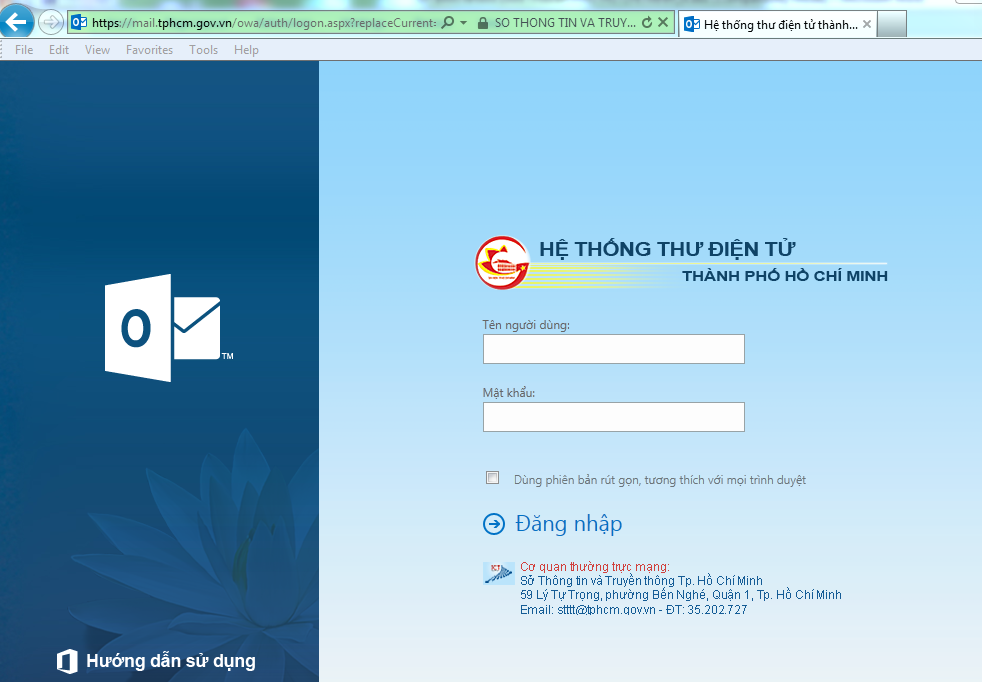 https://mail.tphcm.gov.vn/owa/auth/logon.aspx?replaceCurrent:
SO THONG TIN VA TRUY...
Hệ thống thư điện tử thành...
File Edit View Favorites Tools Help
HỆ THỐNG THƯ ĐIỆN TỬ
THÀNH PHỐ HỒ CHÍ MINH
Tên người dùng:
Mật khẩu:
Dùng phiên bản rút gọn, tương thích với mọi trình duyệt
Đăng nhập
ICT
Cơ quan thường trực mạng:
Sở Thông tin và Truyền thông Tp. Hồ Chí Minh
59 Lý Tự Trọng, phường Bến Nghé, Quận 1, Tp. Hồ Chí Minh
Email: stttt@tphcm.gov.vn - ĐT: 35.202.727
O
TM
Hướng dẫn sử dụng